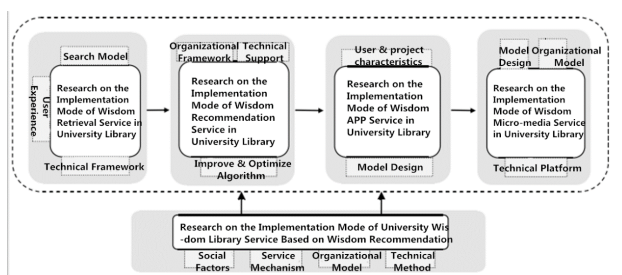 Search Model
User
Experience
Research on the
Implementation
Mode of Wisdom
Retrieval Service in
University Library
Technical Framework
Organizational
Framework
Technical
Support
Research on the
Implementation
Mode of Wisdom
Recommendation
Service in
University Library
Improve & Optimize
Algorithm
User & project
characteristics
Research on the
Implementation
Mode of Wisdom
APP Service in
University Library
Model Design
Model
Design
Organizational
Model
Research on the
Implementation
Mode of Wisdom
Micro-media Service
in University Library
Technical Platform
Research on the Implementation Mode of University Wis
-dom Library Service Based on Wisdom Recommendation
Social
Factors
Service
Mechanism
Organizational
Model
Technical
Method